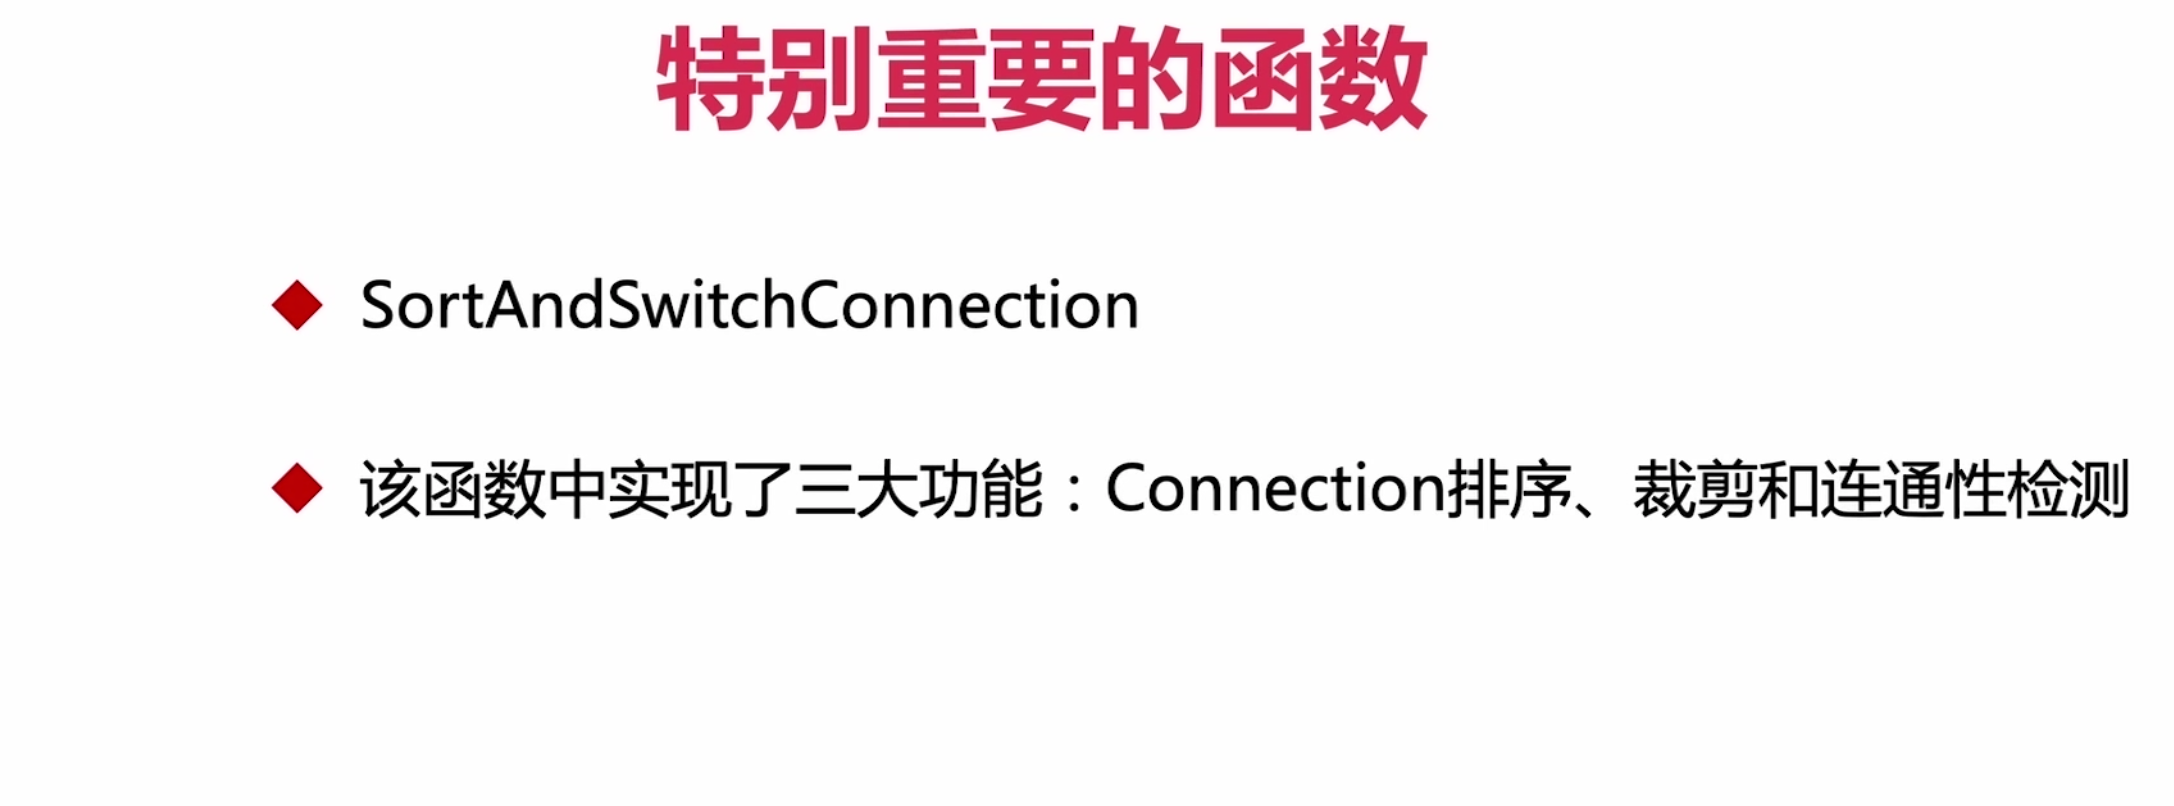 特别重要的函数
SortAndSwitchConnection
该函数中实现了三大功能：Connection排序、裁剪和连通性检测